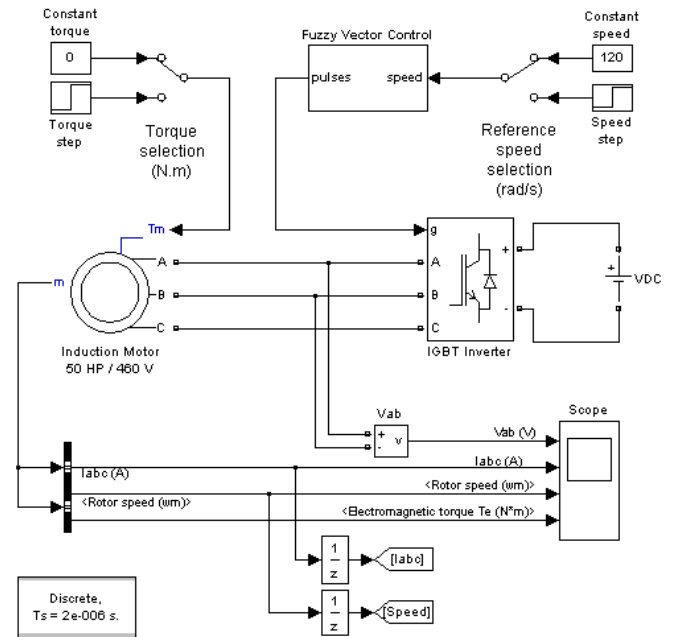 Constant
torque
0
Torque
step
Torque
selection
(N.m)
Fuzzy Vector Control
pulses
speed
Constant
speed
120
Speed
step
Reference
speed
selection
(rad/s)
Tm
m
A
B
C
Induction Motor
50 HP / 460 V
g
A
B
C
+
-
IGBT Inverter
+
VDC
Vab
+
-
v
Scope
Vab (V)
Iabc (A)
<Rotor speed (wm)>
<Electromagnetic torque Te (N*m)>
Iabc (A)
<Rotor speed (wm)>
1
z
[Iabc]
1
z
[Speed]
Discrete,
Ts = 2e-006 s.